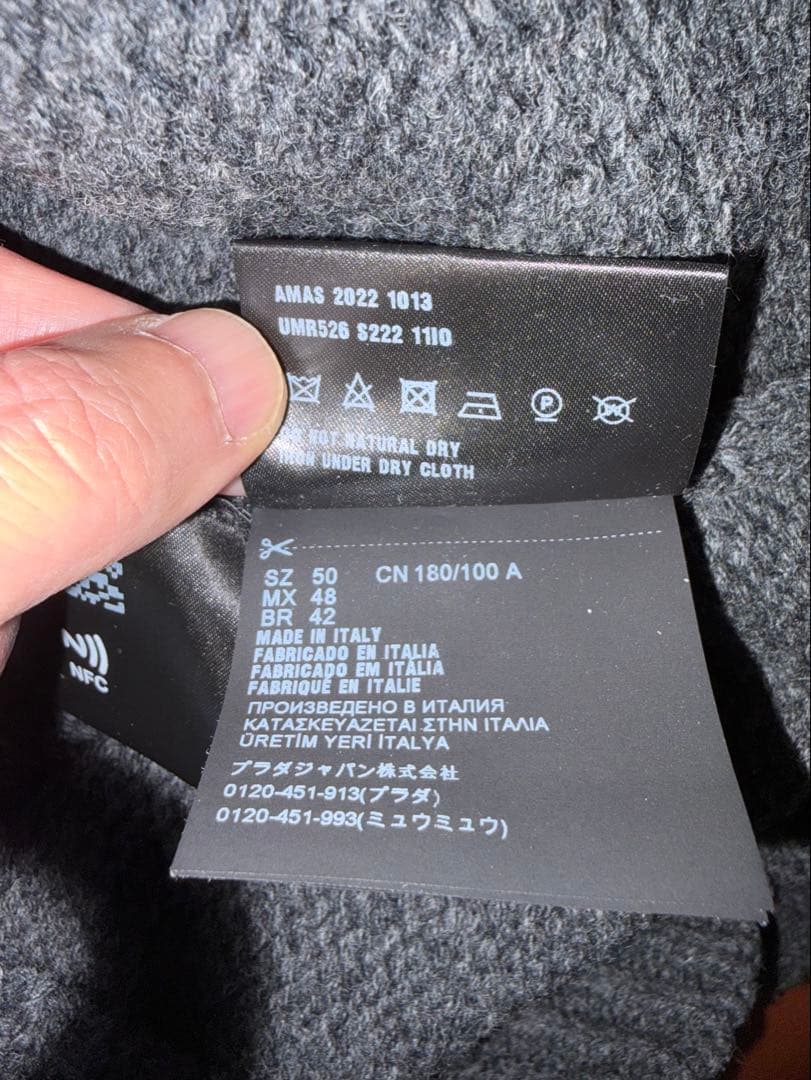 AMAS 2022 1013
UMR526 S222 11I0
NOT NATURAL DRY
IRON UNDER DRY CLOTH
SZ 50 CN 180/100 A
MX 48
BR 42
MADE IN ITALY
FABRICADO EN ITALIA
FABRICADO EM ITÁLIA
FABRIQUÉ EN ITALIE
ПРОИЗВЕДЕНО В ИТАЛИЯ
ΚΑΤΑΣΚΕΥΑΖΕΤΑΙ ΣΤΗΝ ΙΤΑΛΙΑ
ÜRETİM YERİ İTALYA
プラダジャパン株式会社
0120-451-913(プラダ)
0120-451-993(ミュウミュウ)
NFC